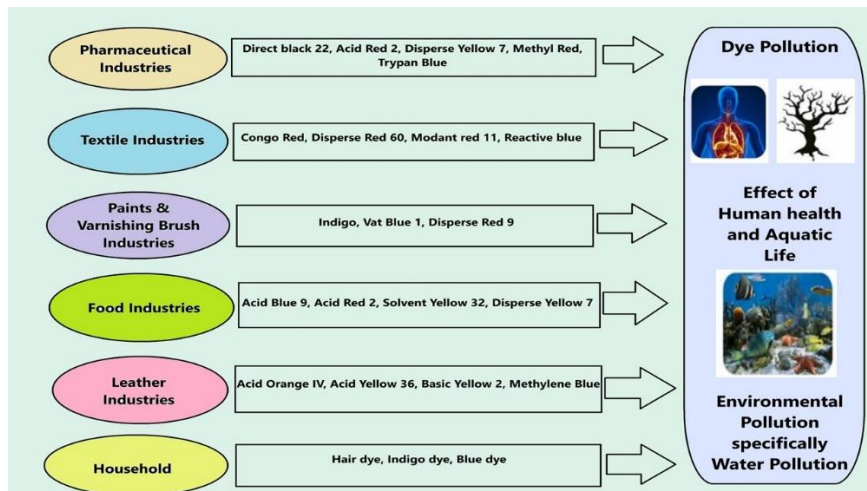 Pharmaceutical
Industries
Direct black 22, Acid Red 2, Disperse Yellow 7, Methyl Red,
Trypan Blue
Textile Industries
Congo Red, Disperse Red 60, Modant red 11, Reactive blue
Paints &
Varnishing Brush
Industries
Indigo, Vat Blue 1, Disperse Red 9
Food Industries
Acid Blue 9, Acid Red 2, Solvent Yellow 32, Disperse Yellow 7
Leather
Industries
Acid Orange IV, Acid Yellow 36, Basic Yellow 2, Methylene Blue
Household
Hair dye, Indigo dye, Blue dye
Dye Pollution
Effect of
Human health
and Aquatic
Life
Environmental
Pollution
specifically
Water Pollution